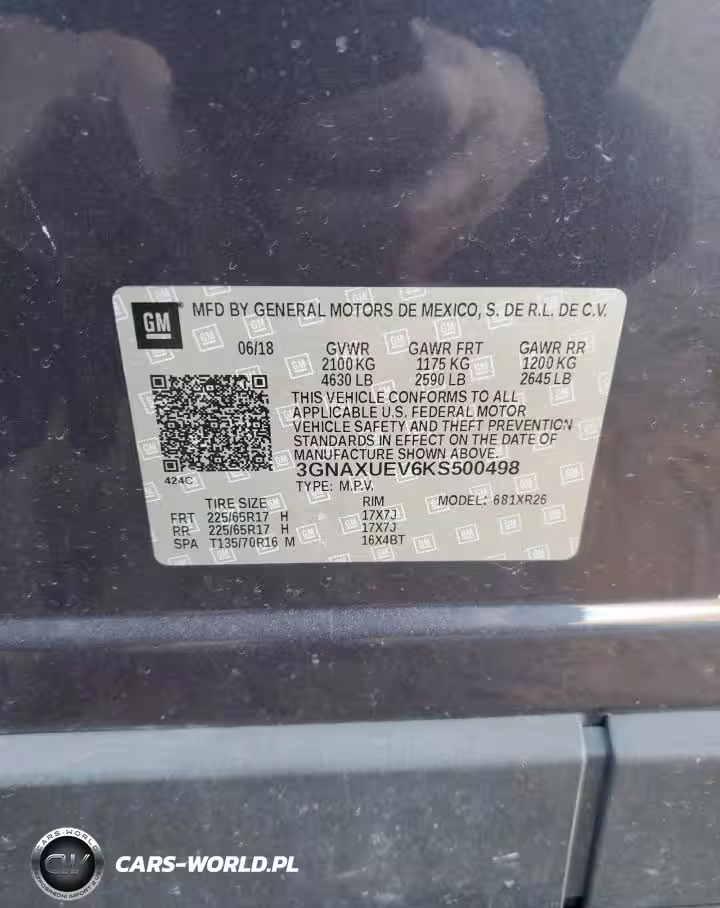 GM MFD BY GENERAL MOTORS DE MEXICO, S. DE R.L. DE C.V.
06/18 GVWR GAWR FRT GAWR RR
2100 KG 1175 KG 1200 KG
4630 LB 2590 LB 2645 LB
THIS VEHICLE CONFORMS TO ALL
APPLICABLE U.S. FEDERAL MOTOR
VEHICLE SAFETY AND THEFT PREVENTION
STANDARDS IN EFFECT ON THE DATE OF
MANUFACTURE SHOWN ABOVE.
3GNAXUEV6KS500498
424C TYPE: M.P.V.
TIRE SIZE RIM MODEL: 681XR26
FRT 225/65R17 H 17X7J
RR 225/65R17 H 17X7J
SPA T135/70R16 M 16X4BT
CARS-WORLD
CARS-WORLD.PL